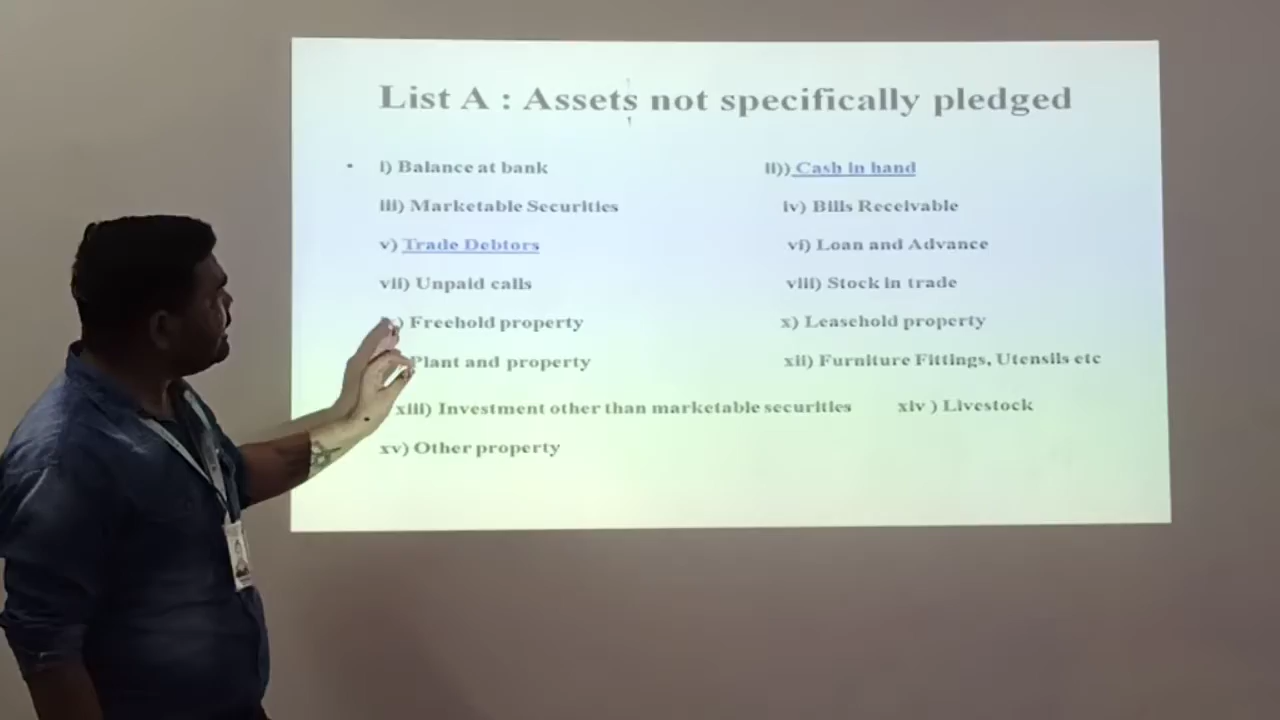 List A : Assets not specifically pledged
• i) Balance at bank ii)) Cash in hand
iii) Marketable Securities iv) Bills Receivable
v) Trade Debtors vi) Loan and Advance
vii) Unpaid calls viii) Stock in trade
) Freehold property x) Leasehold property
Plant and property xii) Furniture Fittings, Utensils etc
xiii) Investment other than marketable securities xiv ) Livestock
xv) Other property